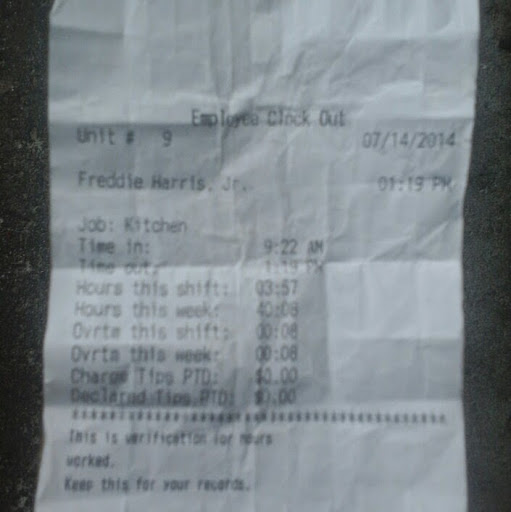 Employee Clock Out
Unit # 9 07/14/2014
Freddie Harris, Jr. 01:19 PM
Job: Kitchen
Time in: 9:22 AM
Time out: 1:19 PM
Hours this shift: 03:57
Hours this week: 40:08
Ovrtm this shift: 00:08
Ovrtm this week: 00:08
Charge Tips PTD: $0.00
Declared Tips PTD: $0.00
****************************************
This is verification for hours
worked.
Keep this for your records.